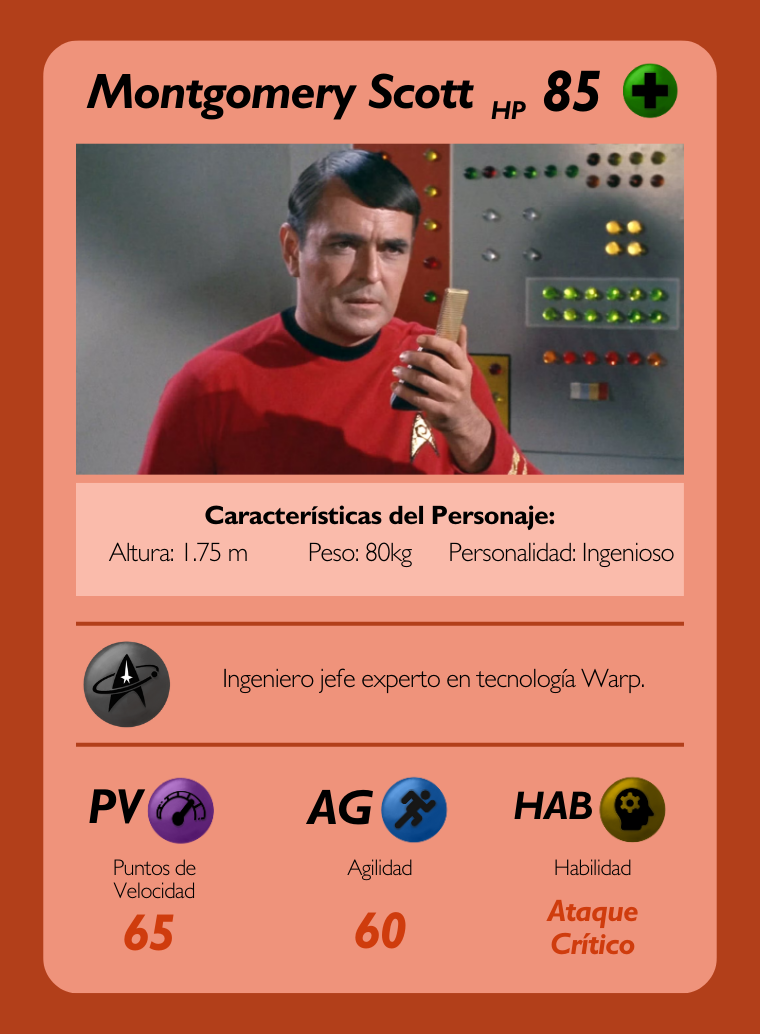 Montgomery Scott HP 85
Características del Personaje:
Altura: 1.75 m Peso: 80kg Personalidad: Ingenioso
Ingeniero jefe experto en tecnología Warp.
PV AG HAB
Puntos de Velocidad
Agilidad
Habilidad
65
60
Ataque
Crítico